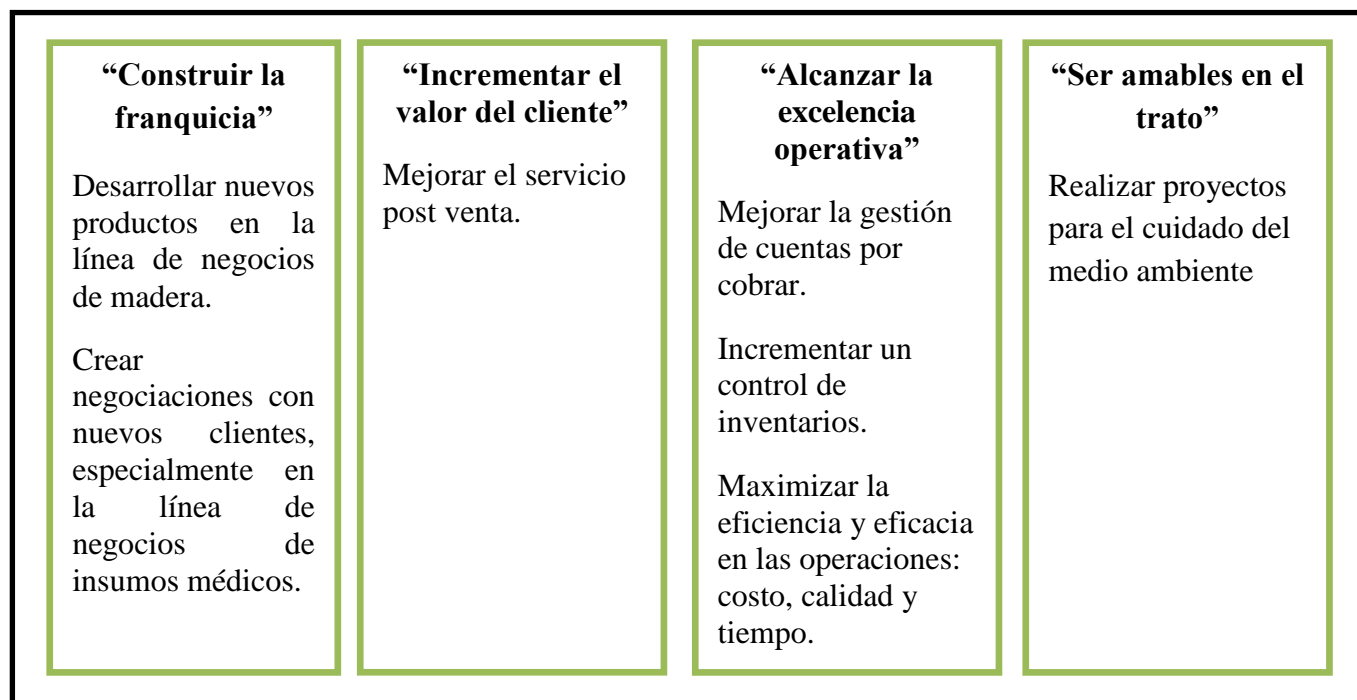 “Construir la
franquicia”
Desarrollar nuevos
productos en la
línea de negocios
de madera.
Crear
negociaciones con
nuevos clientes,
especialmente en
la línea de
negocios de
insumos médicos.
“Incrementar el
valor del cliente”
Mejorar el servicio
post venta.
“Alcanzar la
excelencia
operativa”
Mejorar la gestión
de cuentas por
cobrar.
Incrementar un
control de
inventarios.
Maximizar la
eficiencia y eficacia
en las operaciones:
costo, calidad y
tiempo.
“Ser amables en el
trato”
Realizar proyectos
para el cuidado del
medio ambiente